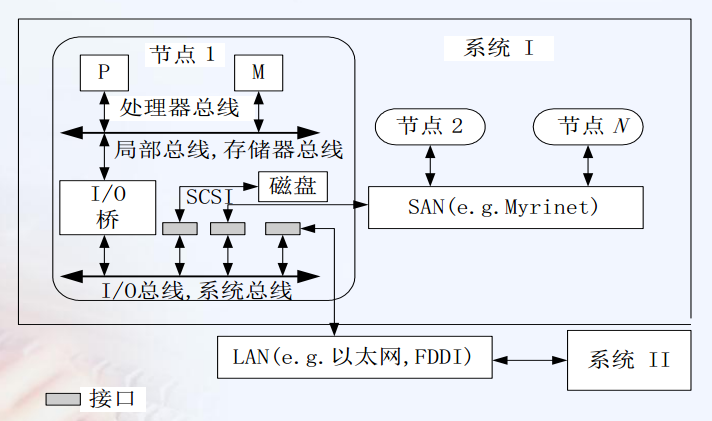 系统 I
节点 1
P
M
处理器总线
局部总线,存储器总线
节点 2
节点 N
I/O
桥
SCSI
磁盘
SAN(e.g.Myrinet)
I/O总线,系统总线
LAN(e.g.以太网,FDDI)
系统 II
接口